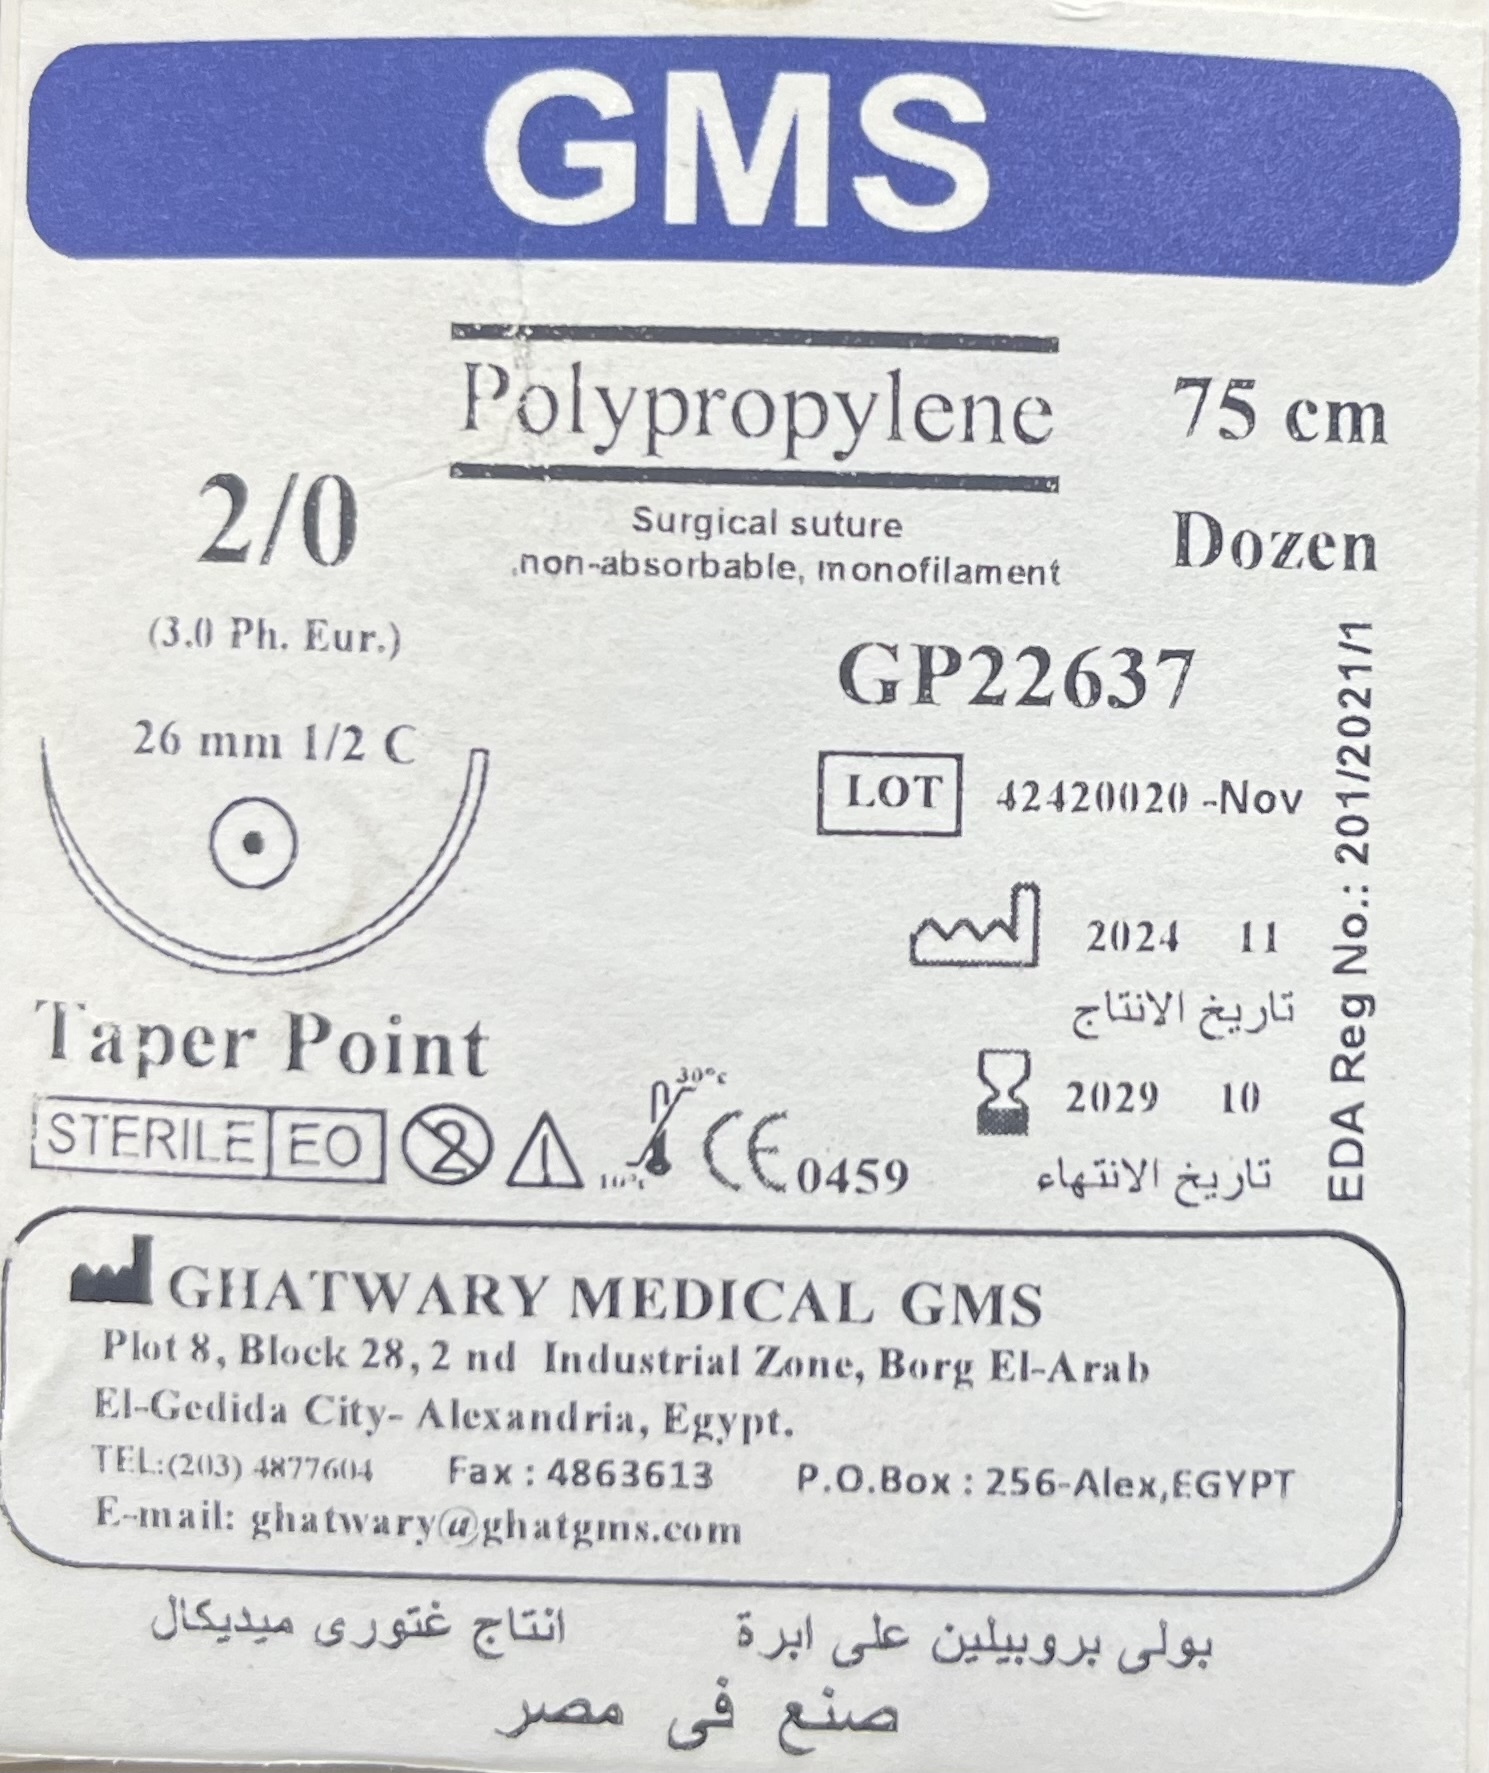 GMS
Polypropylene
75 cm
2/0
Surgical suture
,non-absorbable, monofilament
Dozen
(3.0 Ph. Eur.)
GP22637
26 mm 1/2 C
LOT 42420020 -Nov
EDA Reg No.: 201/2021/1
2024 11
تاريخ الانتاج
Taper Point
2029 10
تاريخ الانتهاء
STERILE EO 2 10°c 30°c CE 0459
GHATWARY MEDICAL GMS
Plot 8, Block 28, 2 nd Industrial Zone, Borg El-Arab
El-Gedida City- Alexandria, Egypt.
TEL:(203) 4877604 Fax : 4863613 P.O.Box : 256-Alex,EGYPT
E-mail: ghatwary@ghatgms.com
بولى بروبيلين على ابرة انتاج غتورى ميديكال
صنع فى مصر